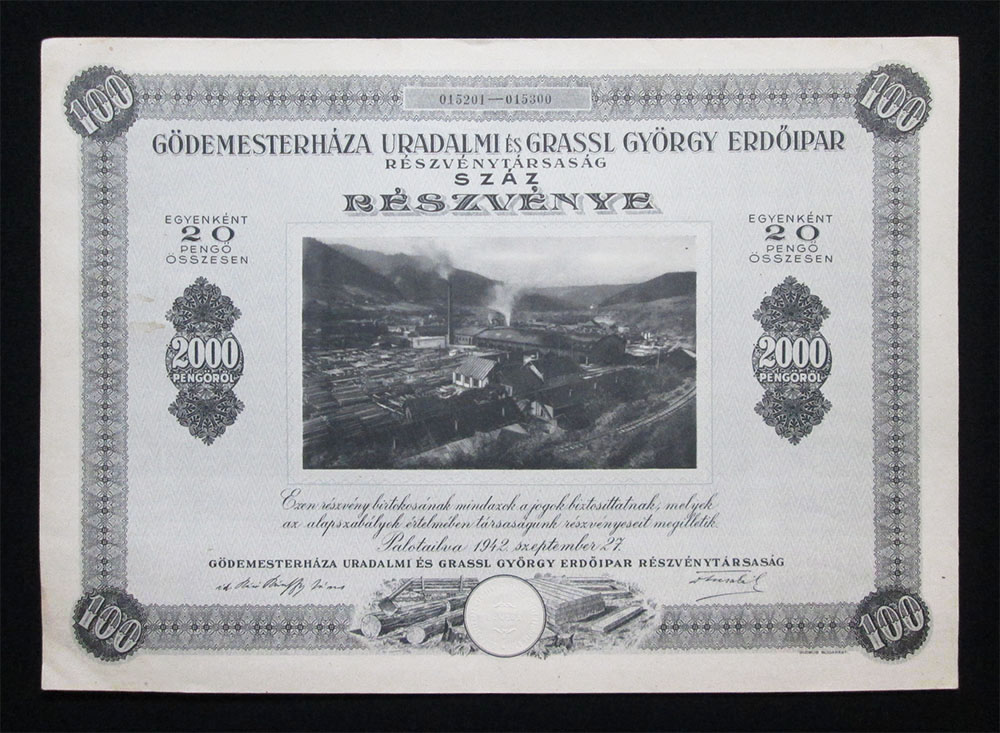 100
015201—015300
100
GÖDEMESTERHÁZA URADALMI ÉS GRASSL GYÖRGY ERDŐIPAR
RÉSZVÉNYTÁRSASÁG
SZÁZ
RÉSZVÉNYE
EGYENKÉNT
20
PENGŐ
ÖSSZESEN
2000
PENGŐRŐL
EGYENKÉNT
20
PENGŐ
ÖSSZESEN
2000
PENGŐRŐL
Ezen részvény birtokosának mindazok a jogok biztosíttatnak, melyek
az alapszabályok értelmében társaságunk részvényeseit megilletik.
Palotailva 1942. szeptember 27.
GÖDEMESTERHÁZA URADALMI ÉS GRASSL GYÖRGY ERDŐIPAR RÉSZVÉNYTÁRSASÁG
100
100